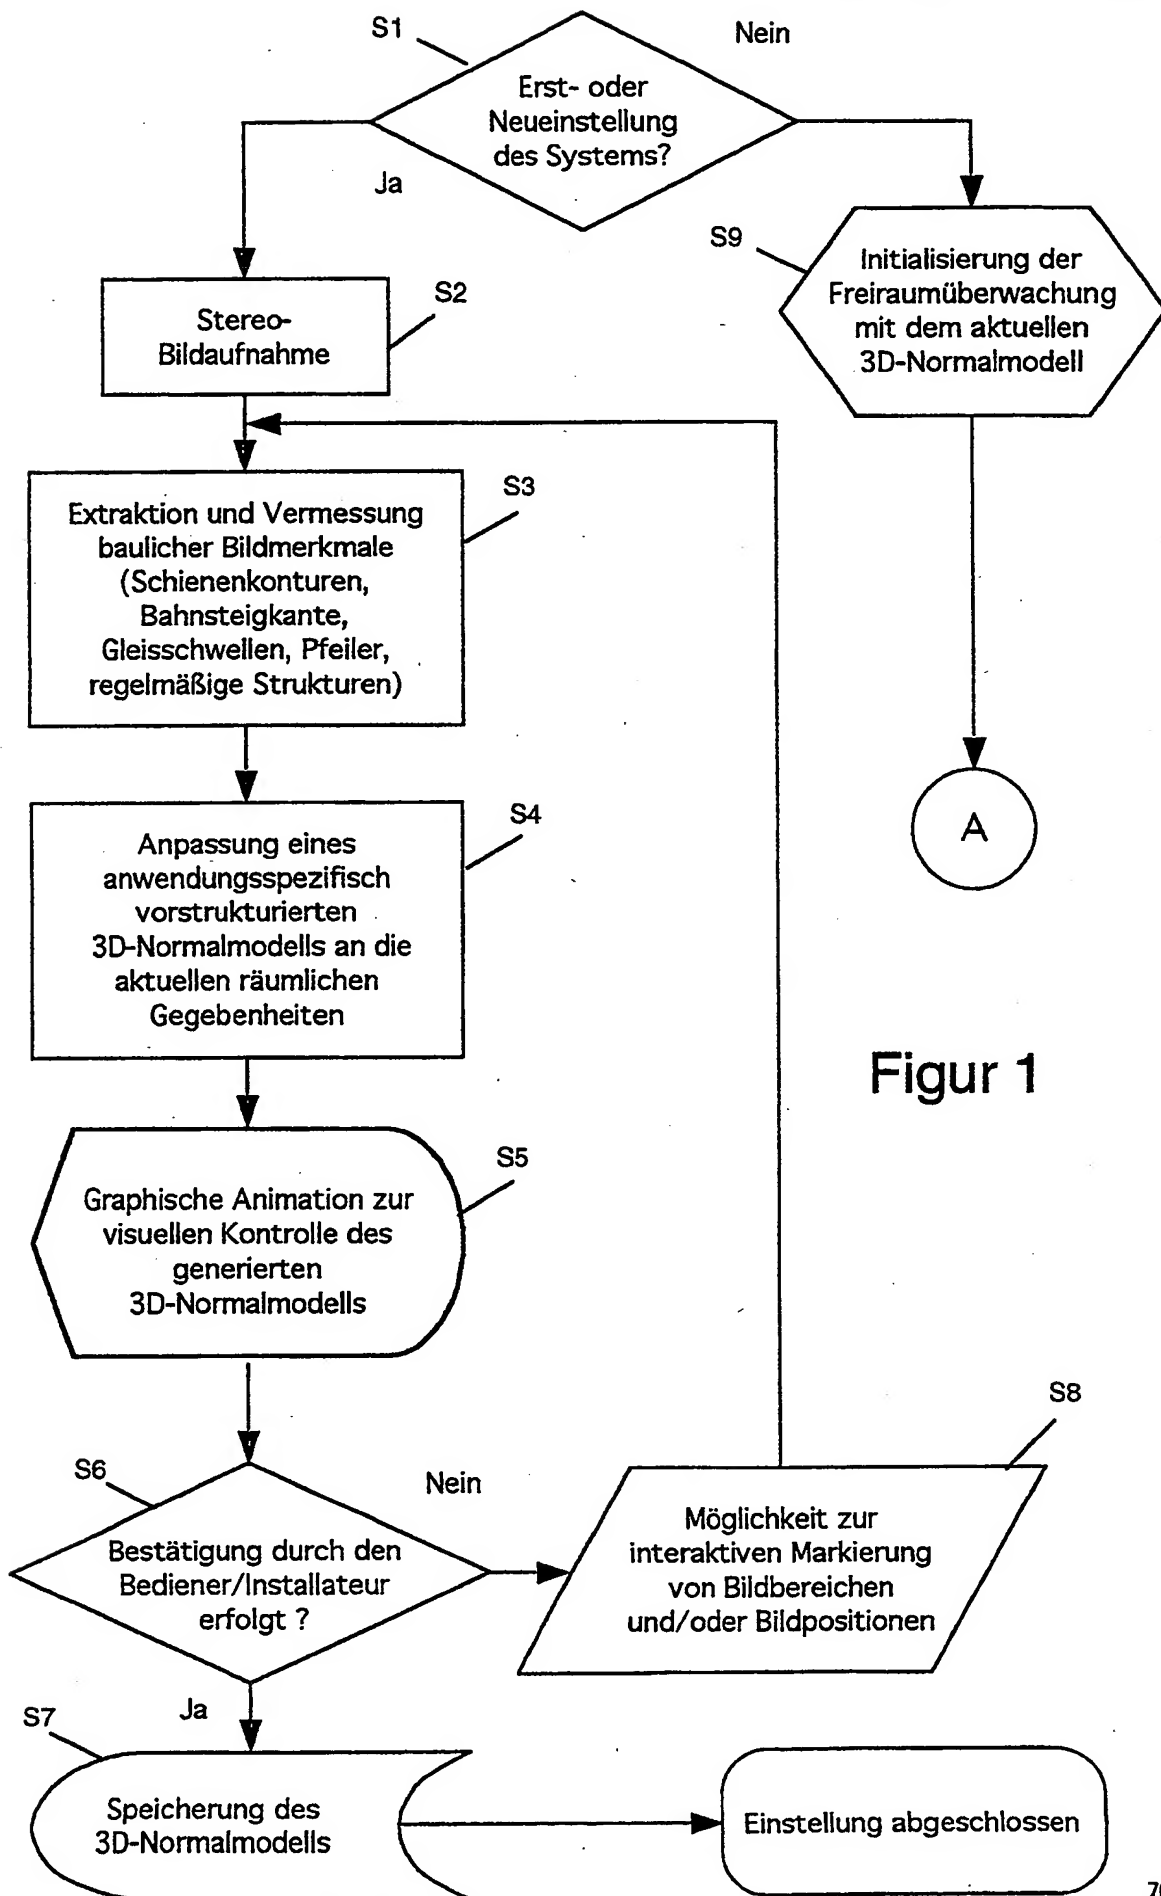 S1
Nein
Erst- oder
Neueinstellung
des Systems?
Ja
S9
Initialisierung der
Freiraumüberwachung
mit dem aktuellen
3D-Normalmodell
S2
Stereo-
Bildaufnahme
S3
Extraktion und Vermessung
baulicher Bildmerkmale
(Schienenkonturen,
Bahnsteigkante,
Gleisschwellen, Pfeiler,
regelmäßige Strukturen)
A
S4
Anpassung eines
anwendungsspezifisch
vorstrukturierten
3D-Normalmodells an die
aktuellen räumlichen
Gegebenheiten
Figur 1
S5
Graphische Animation zur
visuellen Kontrolle des
generierten
3D-Normalmodells
S8
S6
Nein
Bestätigung durch den
Bediener/Installateur
erfolgt ?
Möglichkeit zur
interaktiven Markierung
von Bildbereichen
und/oder Bildpositionen
Ja
S7
Speicherung des
3D-Normalmodells
Einstellung abgeschlossen